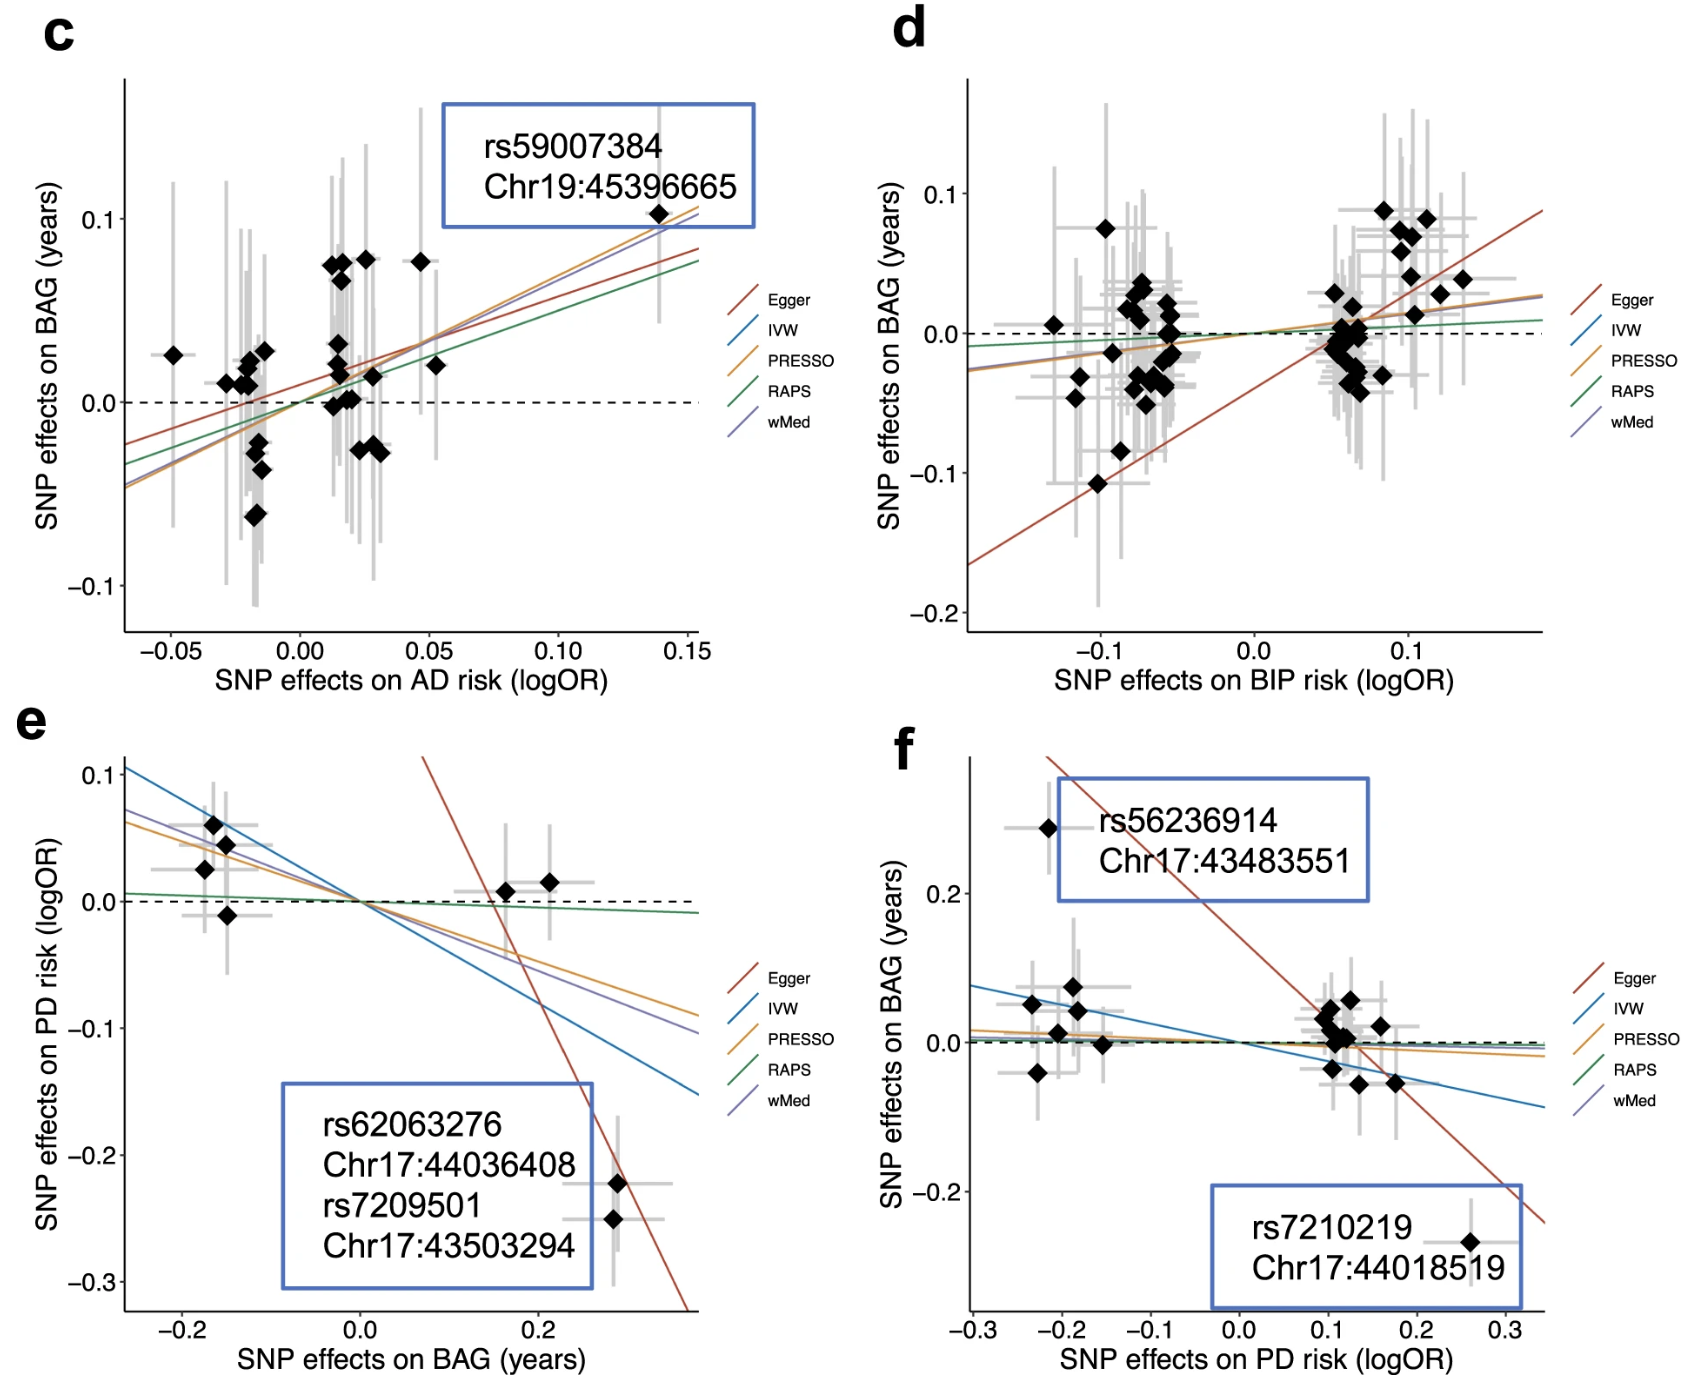 c
SNP effects on BAG (years)
0.1
0.0
−0.1
rs59007384
Chr19:45396665
−0.05
0.00
0.05
0.10
0.15
SNP effects on AD risk (logOR)
Egger
IVW
PRESSO
RAPS
wMed
d
SNP effects on BAG (years)
0.1
0.0
−0.1
−0.2
−0.1
0.0
0.1
SNP effects on BIP risk (logOR)
Egger
IVW
PRESSO
RAPS
wMed
e
SNP effects on PD risk (logOR)
0.1
0.0
−0.1
−0.2
−0.3
rs62063276
Chr17:44036408
rs7209501
Chr17:43503294
−0.2
0.0
0.2
SNP effects on BAG (years)
Egger
IVW
PRESSO
RAPS
wMed
f
SNP effects on BAG (years)
0.2
0.0
−0.2
rs56236914
Chr17:43483551
rs7210219
Chr17:44018519
−0.3
−0.2
−0.1
0.0
0.1
0.2
0.3
SNP effects on PD risk (logOR)
Egger
IVW
PRESSO
RAPS
wMed